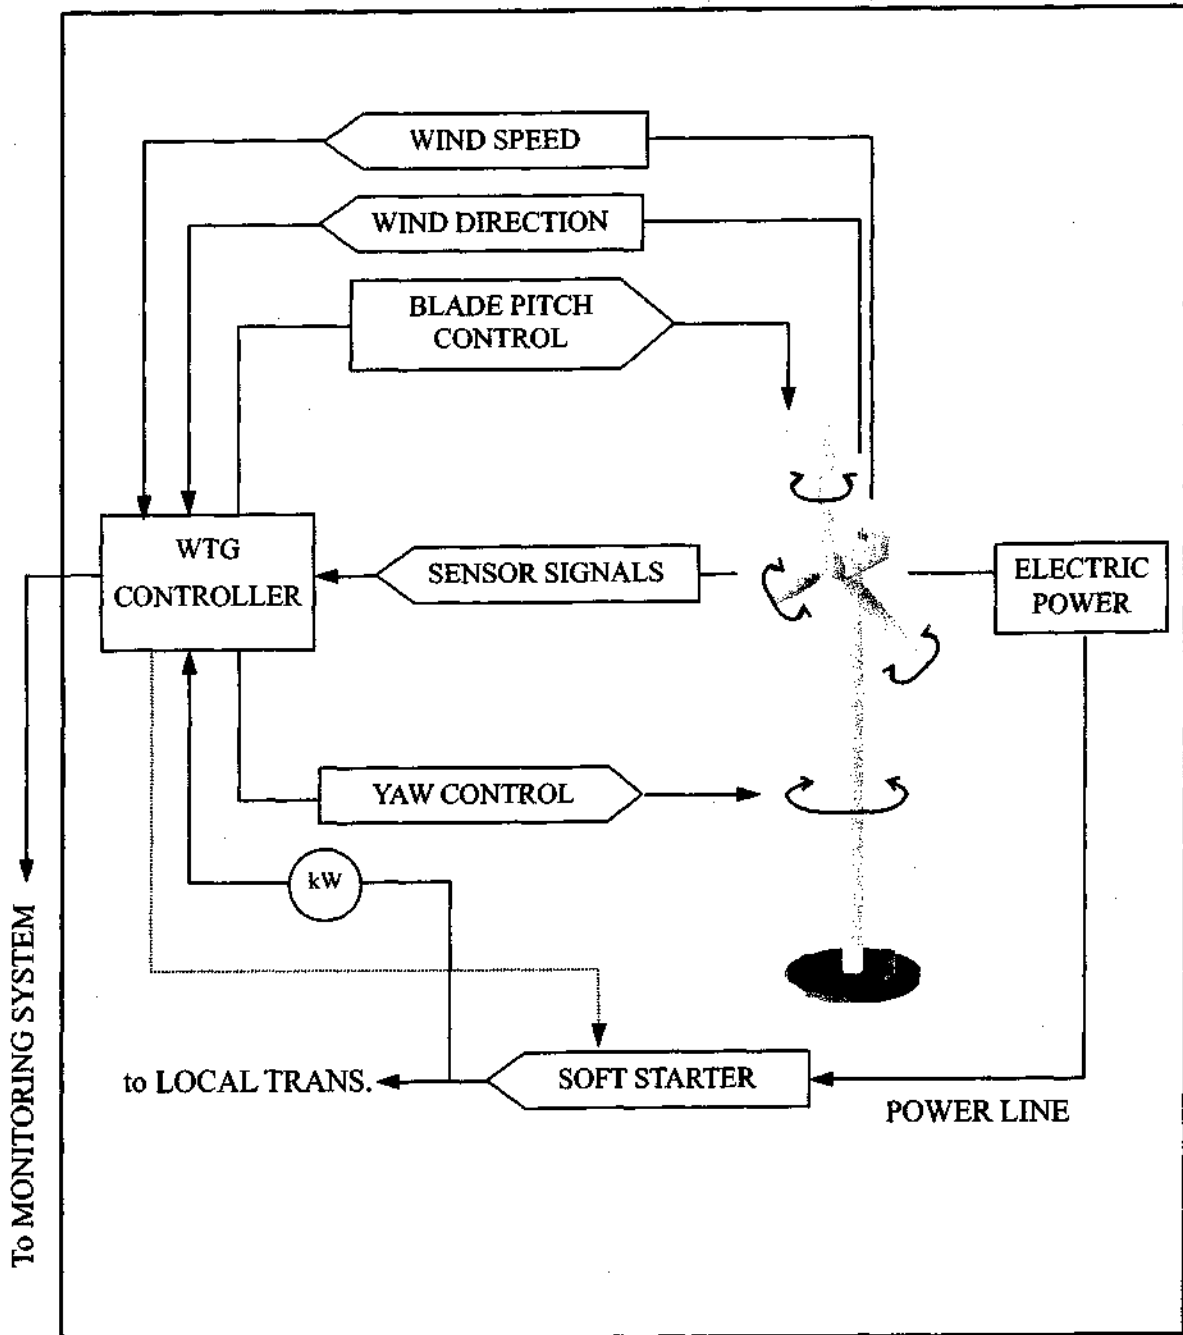 WIND SPEED
WIND DIRECTION
BLADE PITCH
CONTROL
WTG
CONTROLLER
SENSOR SIGNALS
ELECTRIC
POWER
YAW CONTROL
kW
To MONITORING SYSTEM
to LOCAL TRANS.
SOFT STARTER
POWER LINE